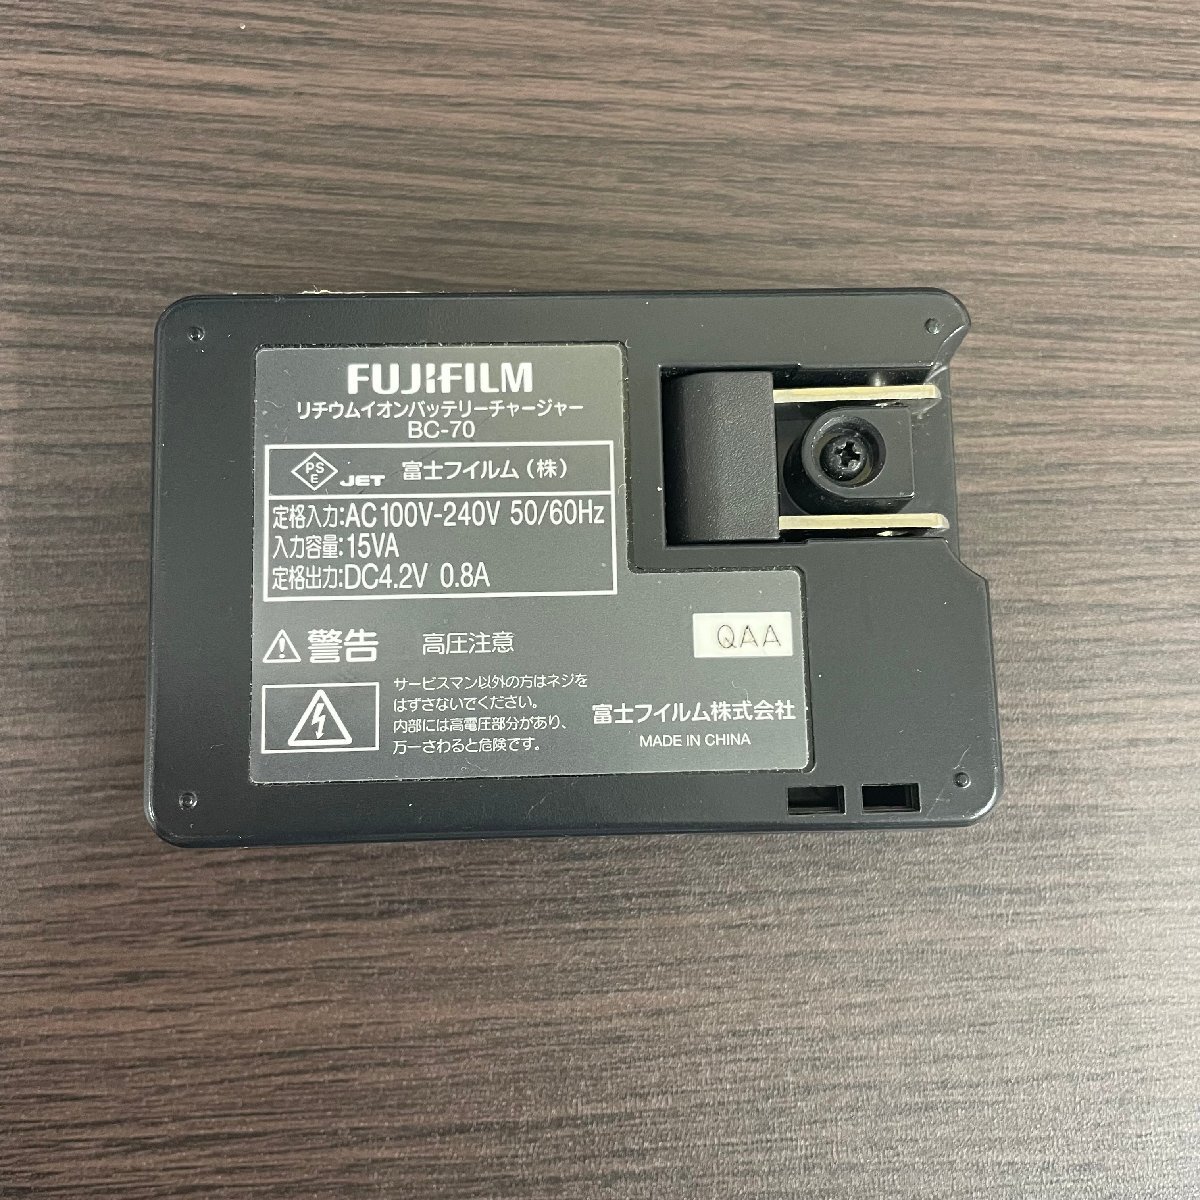 FUJIFILM
リチウムイオンバッテリーチャージャー
BC-70
PS
E
JET 富士フイルム(株)
定格入力:AC100V-240V 50/60Hz
入力容量:15VA
定格出力:DC4.2V 0.8A
警告 高圧注意
QAA
サービスマン以外の方はネジを
はずさないでください。
内部には高電圧部分があり、
万一さわると危険です。
富士フイルム株式会社
MADE IN CHINA